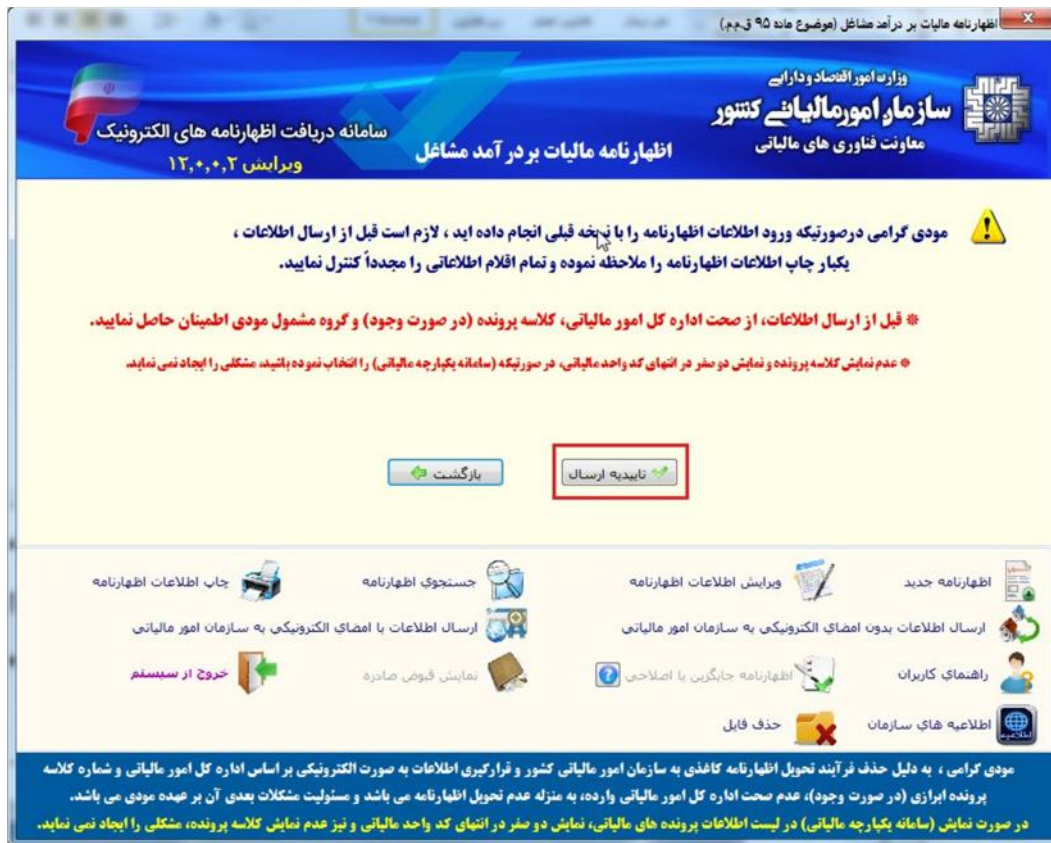 اظهارنامه مالیات بر درآمد مشاغل (موضوع ماده ۹۵ ق.م.م)
وزارت امور اقتصاد و دارایی
سازمان امور مالیاتی کشور
معاونت فناوری های مالیاتی
اظهارنامه مالیات بر در آمد مشاغل
سامانه دریافت اظهارنامه های الکترونیک
ویرایش ۱۲,۰,۰,۲
مودی گرامی درصورتیکه ورود اطلاعات اظهارنامه را با نسخه قبلی انجام داده اید ، لازم است قبل از ارسال اطلاعات ،
یکبار چاپ اطلاعات اظهارنامه را ملاحظه نموده و تمام اقلام اطلاعاتی را مجدداً کنترل نمایید.
* قبل از ارسال اطلاعات، از صحت اداره کل امور مالیاتی، کلاسه پرونده (در صورت وجود) و گروه مشمول مودی اطمینان حاصل نمایید.
* عدم نمایش کلاسه پرونده و نمایش دو صفر در انتهای کد واحد مالیاتی، در صورتیکه (سامانه یکپارچه مالیاتی) را انتخاب نموده باشید، مشکلی را ایجاد نمی نماید.
تاییدیه ارسال
بازگشت
اظهارنامه جدید
ویرایش اطلاعات اظهارنامه
جستجوي اظهارنامه
چاپ اطلاعات اظهارنامه
ارسال اطلاعات بدون امضاي الکترونیکی به سازمان امور مالیاتی
ارسال اطلاعات با امضاي الکترونیکی به سازمان امور مالیاتی
راهنماي کاربران
اظهارنامه جایگزین یا اصلاحی
نمایش قبوض صادره
خروج از سیستم
اطلاعیه هاي سازمان
حذف فایل
مودی گرامی ، به دلیل حذف فرآیند تحویل اظهارنامه کاغذی به سازمان امور مالیاتی کشور و قرارگیری اطلاعات به صورت الکترونیکی بر اساس اداره کل امور مالیاتی و شماره کلاسه
پرونده ابرازی (در صورت وجود)، عدم صحت اداره کل امور مالیاتی وارده، به منزله عدم تحویل اظهارنامه می باشد و مسئولیت مشکلات بعدی آن بر عهده مودی می باشد.
در صورت نمایش (سامانه یکپارچه مالیاتی) در لیست اطلاعات پرونده های مالیاتی، نمایش دو صفر در انتهای کد واحد مالیاتی و نیز عدم نمایش کلاسه پرونده، مشکلی را ایجاد نمی نماید.